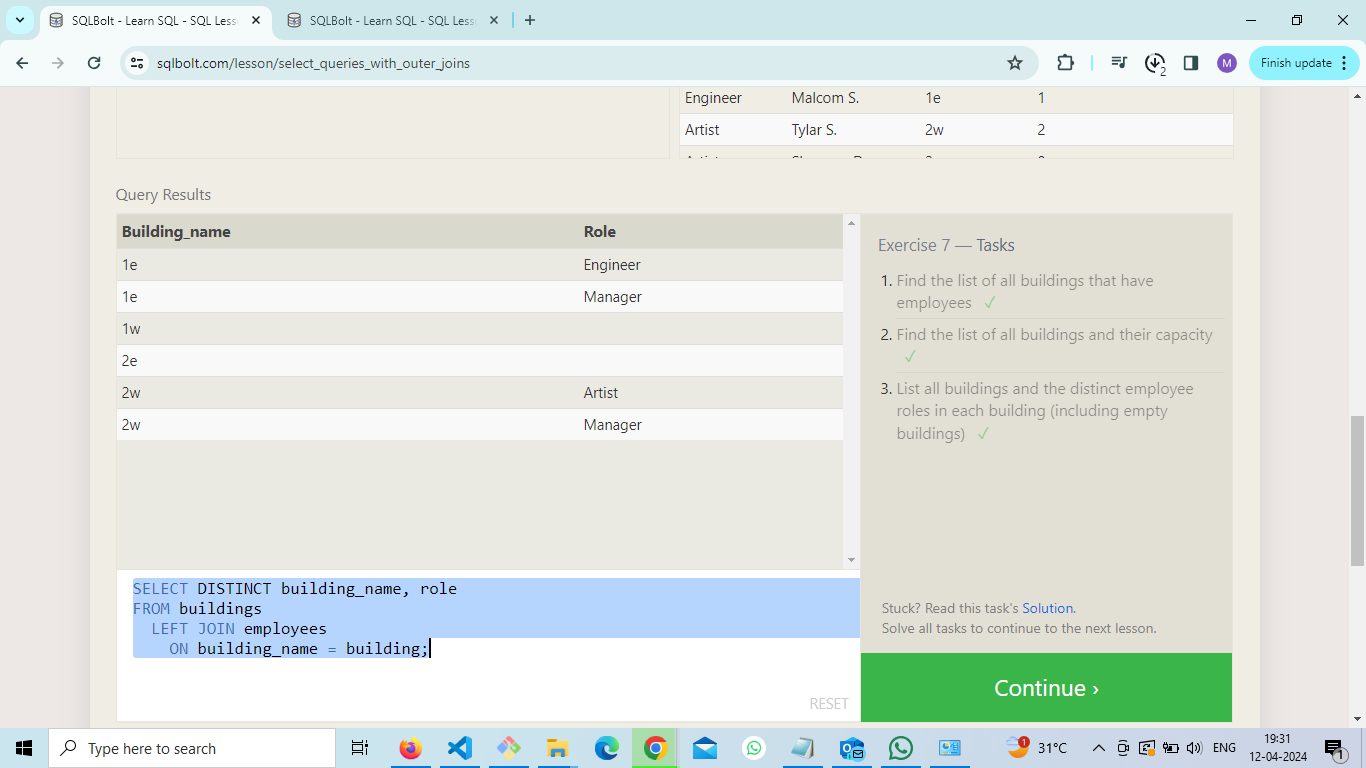 SQLBolt - Learn SQL - SQL Less
SQLBolt - Learn SQL - SQL Less
sqlbolt.com/lesson/select_queries_with_outer_joins
2
M
Finish update
Engineer Malcom S. 1e 1
Artist Tylar S. 2w 2
Query Results
Building_name Role
1e Engineer
1e Manager
1w
2e
2w Artist
2w Manager
Exercise 7 — Tasks
1. Find the list of all buildings that have
employees ✓
2. Find the list of all buildings and their capacity
✓
3. List all buildings and the distinct employee
roles in each building (including empty
buildings) ✓
SELECT DISTINCT building_name, role
FROM buildings
LEFT JOIN employees
ON building_name = building;
RESET
Stuck? Read this task's Solution.
Solve all tasks to continue to the next lesson.
Continue ›
Type here to search
1
31°C
ENG
19:31
12-04-2024
1